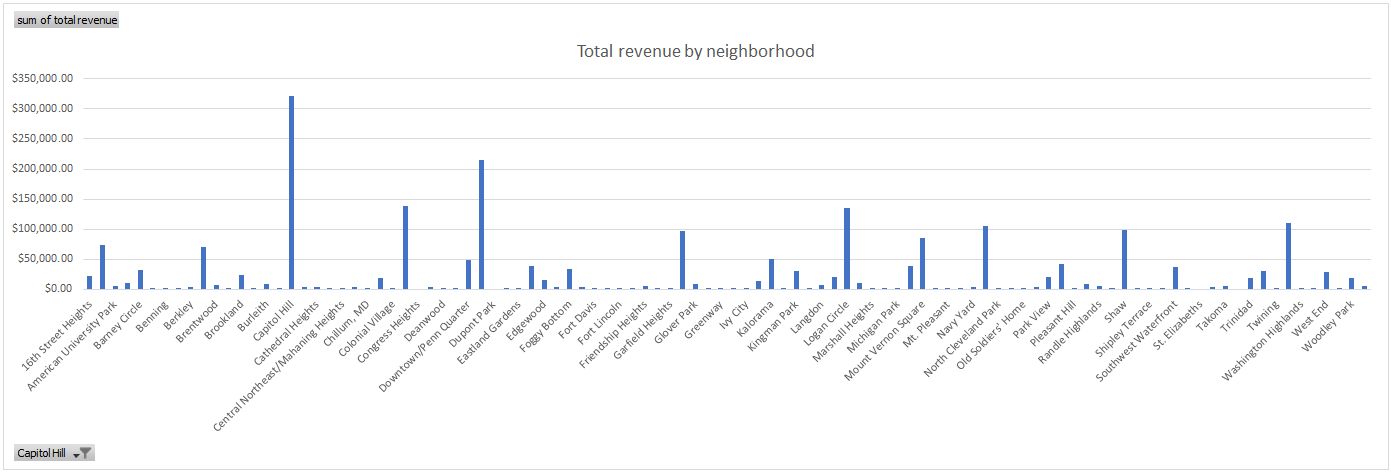 sum of total revenue
Total revenue by neighborhood
$350,000.00
$300,000.00
$250,000.00
$200,000.00
$150,000.00
$100,000.00
$50,000.00
$0.00
16th Street Heights
American University Park
Barney Circle
Benning
Berkley
Brentwood
Brookland
Burleith
Capitol Hill
Cathedral Heights
Central Northeast/Mahaning Heights
Chillum, MD
Colonial Village
Congress Heights
Deanwood
Downtown/Penn Quarter
Dupont Park
Eastland Gardens
Edgewood
Foggy Bottom
Fort Davis
Fort Lincoln
Friendship Heights
Garfield Heights
Glover Park
Greenway
Ivy City
Kalorama
Kingman Park
Langdon
Logan Circle
Marshall Heights
Michigan Park
Mount Vernon Square
Mt. Pleasant
Navy Yard
North Cleveland Park
Old Soldiers' Home
Park View
Pleasant Hill
Randle Highlands
Shaw
Shipley Terrace
Southwest Waterfront
St. Elizabeths
Takoma
Trinidad
Twining
Washington Highlands
West End
Woodley Park
Capitol Hill